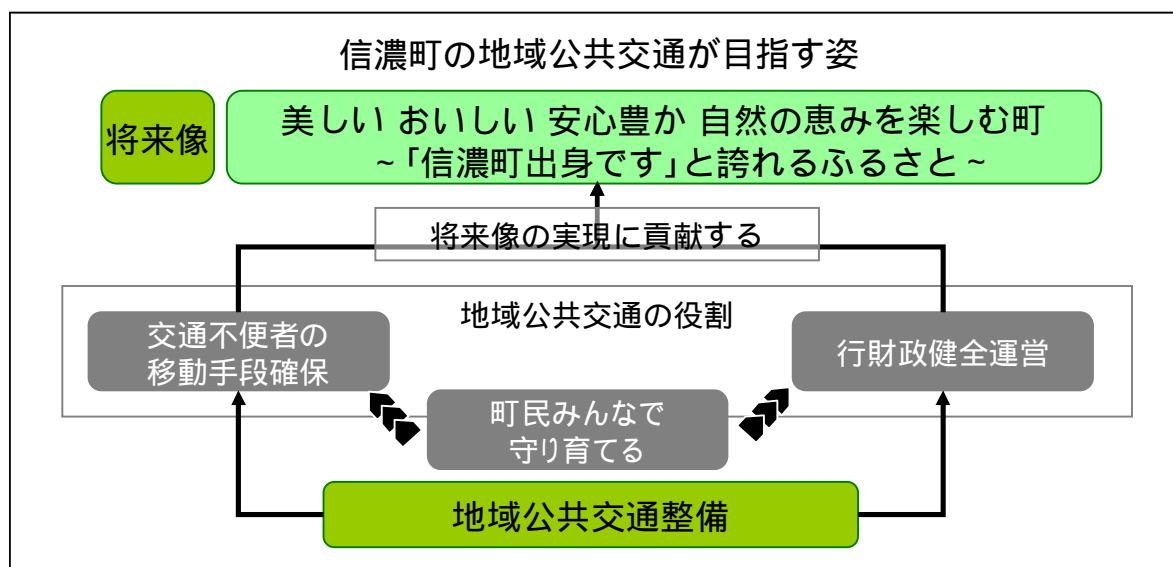 信濃町の地域公共交通が目指す姿
将来像
美しい おいしい 安心豊か 自然の恵みを楽しむ町
~「信濃町出身です」と誇れるふるさと~
将来像の実現に貢献する
地域公共交通の役割
交通不便者の
移動手段確保
行財政健全運営
町民みんなで
守り育てる
地域公共交通整備